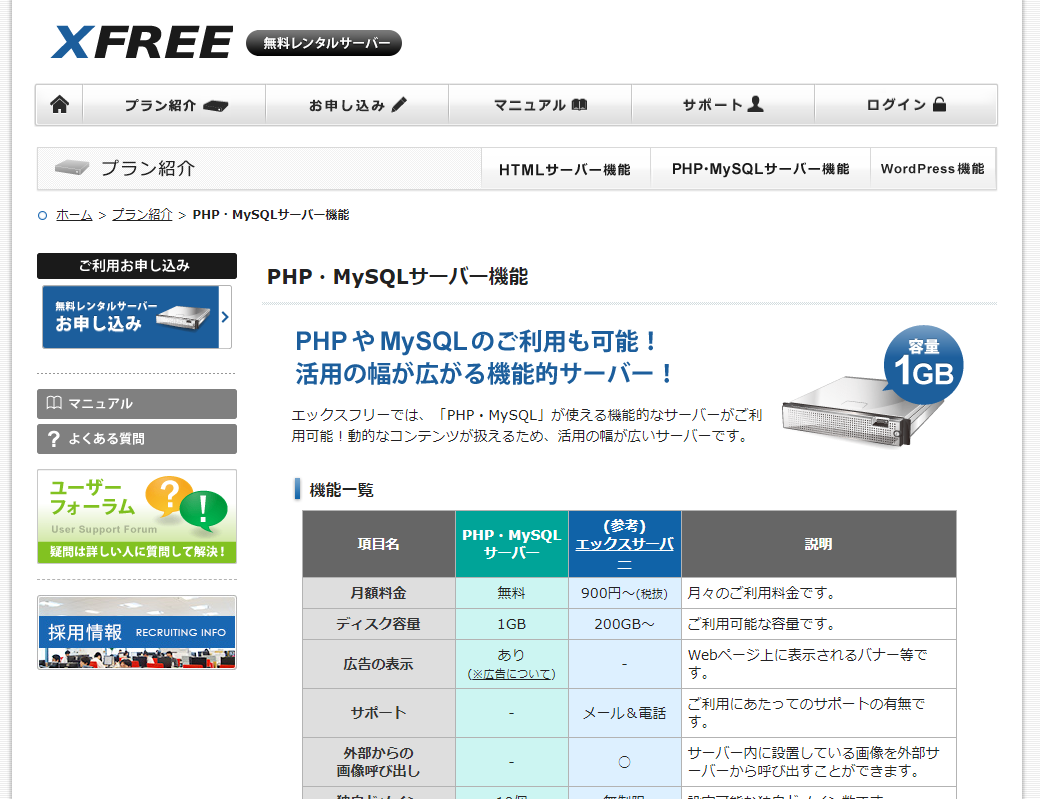 XFREE 無料レンタルサーバー
プラン紹介 お申し込み マニュアル サポート ログイン
プラン紹介 HTMLサーバー機能 PHP・MySQLサーバー機能 WordPress機能
ホーム > プラン紹介 > PHP・MySQLサーバー機能
ご利用お申し込み
無料レンタルサーバー
お申し込み
マニュアル
? よくある質問
ユーザー
フォーラム
? !
User Support Forum
疑問は詳しい人に質問して解決!
採用情報 RECRUITING INFO
PHP・MySQLサーバー機能
PHPやMySQLのご利用も可能!
活用の幅が広がる機能的サーバー!
容量
1GB
エックスフリーでは、「PHP・MySQL」が使える機能的なサーバーがご利
用可能!動的なコンテンツが扱えるため、活用の幅が広いサーバーです。
機能一覧
項目名 PHP・MySQL サーバー (参考) エックスサーバー 説明
月額料金 無料 900円~(税抜) 月々のご利用料金です。
ディスク容量 1GB 200GB~ ご利用可能な容量です。
広告の表示 あり (※広告について) - Webページ上に表示されるバナー等で
す。
サポート - メール&電話 ご利用にあたってのサポートの有無で
す。
外部からの
画像呼び出し - ○ サーバー内に設置している画像を外部サ
ーバーから呼び出すことができます。